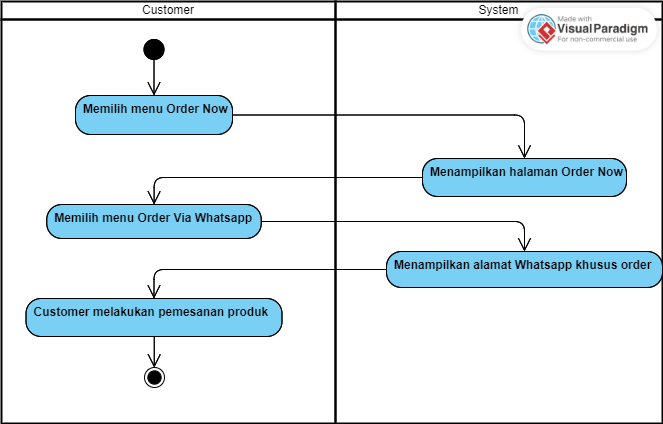 Customer
System
Made with
Visual Paradigm
For non-commercial use
Memilih menu Order Now
Menampilkan halaman Order Now
Memilih menu Order Via Whatsapp
Menampilkan alamat Whatsapp khusus order
Customer melakukan pemesanan produk